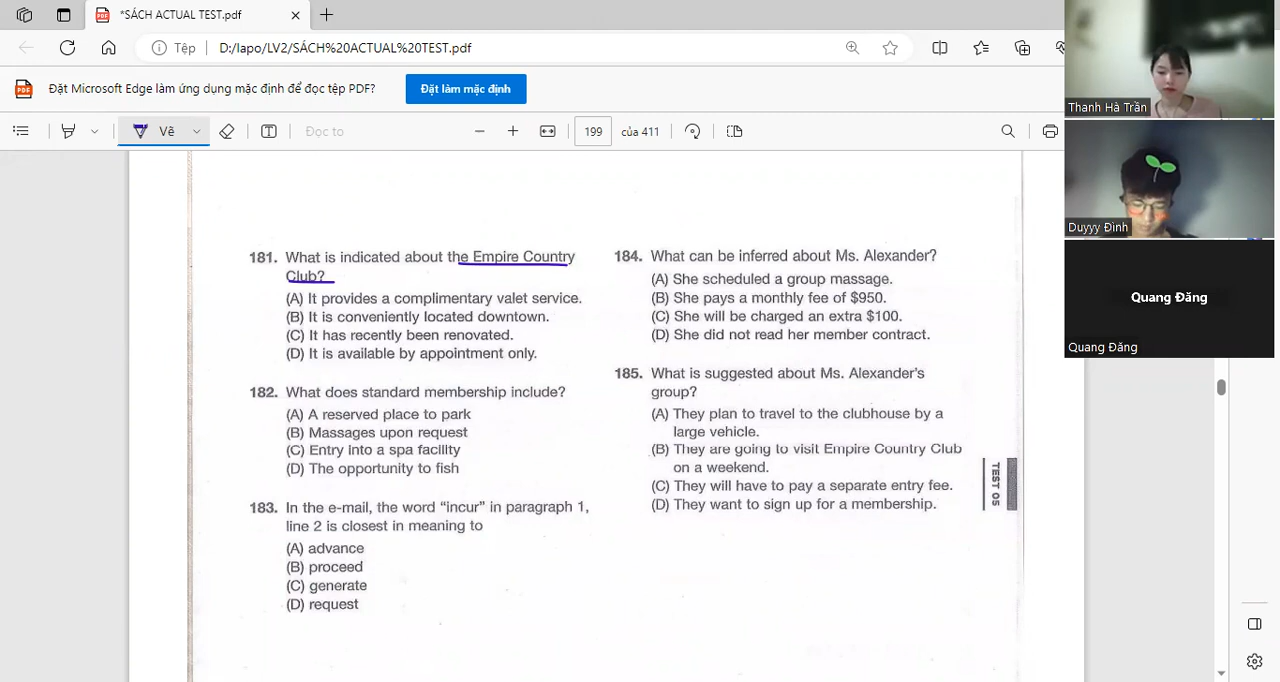 *SÁCH ACTUAL TEST.pdf
Tệp
D:/lapo/LV2/SÁCH%20ACTUAL%20TEST.pdf
Đặt Microsoft Edge làm ứng dụng mặc định để đọc tệp PDF?
Đặt làm mặc định
Vẽ
Đọc to
199
của 411
181. What is indicated about the Empire Country
Club?
(A) It provides a complimentary valet service.
(B) It is conveniently located downtown.
(C) It has recently been renovated.
(D) It is available by appointment only.
182. What does standard membership include?
(A) A reserved place to park
(B) Massages upon request
(C) Entry into a spa facility
(D) The opportunity to fish
183. In the e-mail, the word “incur” in paragraph 1,
line 2 is closest in meaning to
(A) advance
(B) proceed
(C) generate
(D) request
184. What can be inferred about Ms. Alexander?
(A) She scheduled a group massage.
(B) She pays a monthly fee of $950.
(C) She will be charged an extra $100.
(D) She did not read her member contract.
185. What is suggested about Ms. Alexander’s
group?
(A) They plan to travel to the clubhouse by a
large vehicle.
(B) They are going to visit Empire Country Club
on a weekend.
(C) They will have to pay a separate entry fee.
(D) They want to sign up for a membership.
TEST 05
Thanh Hà Trần
Duyyy Đình
Quang Đăng
Quang Đăng